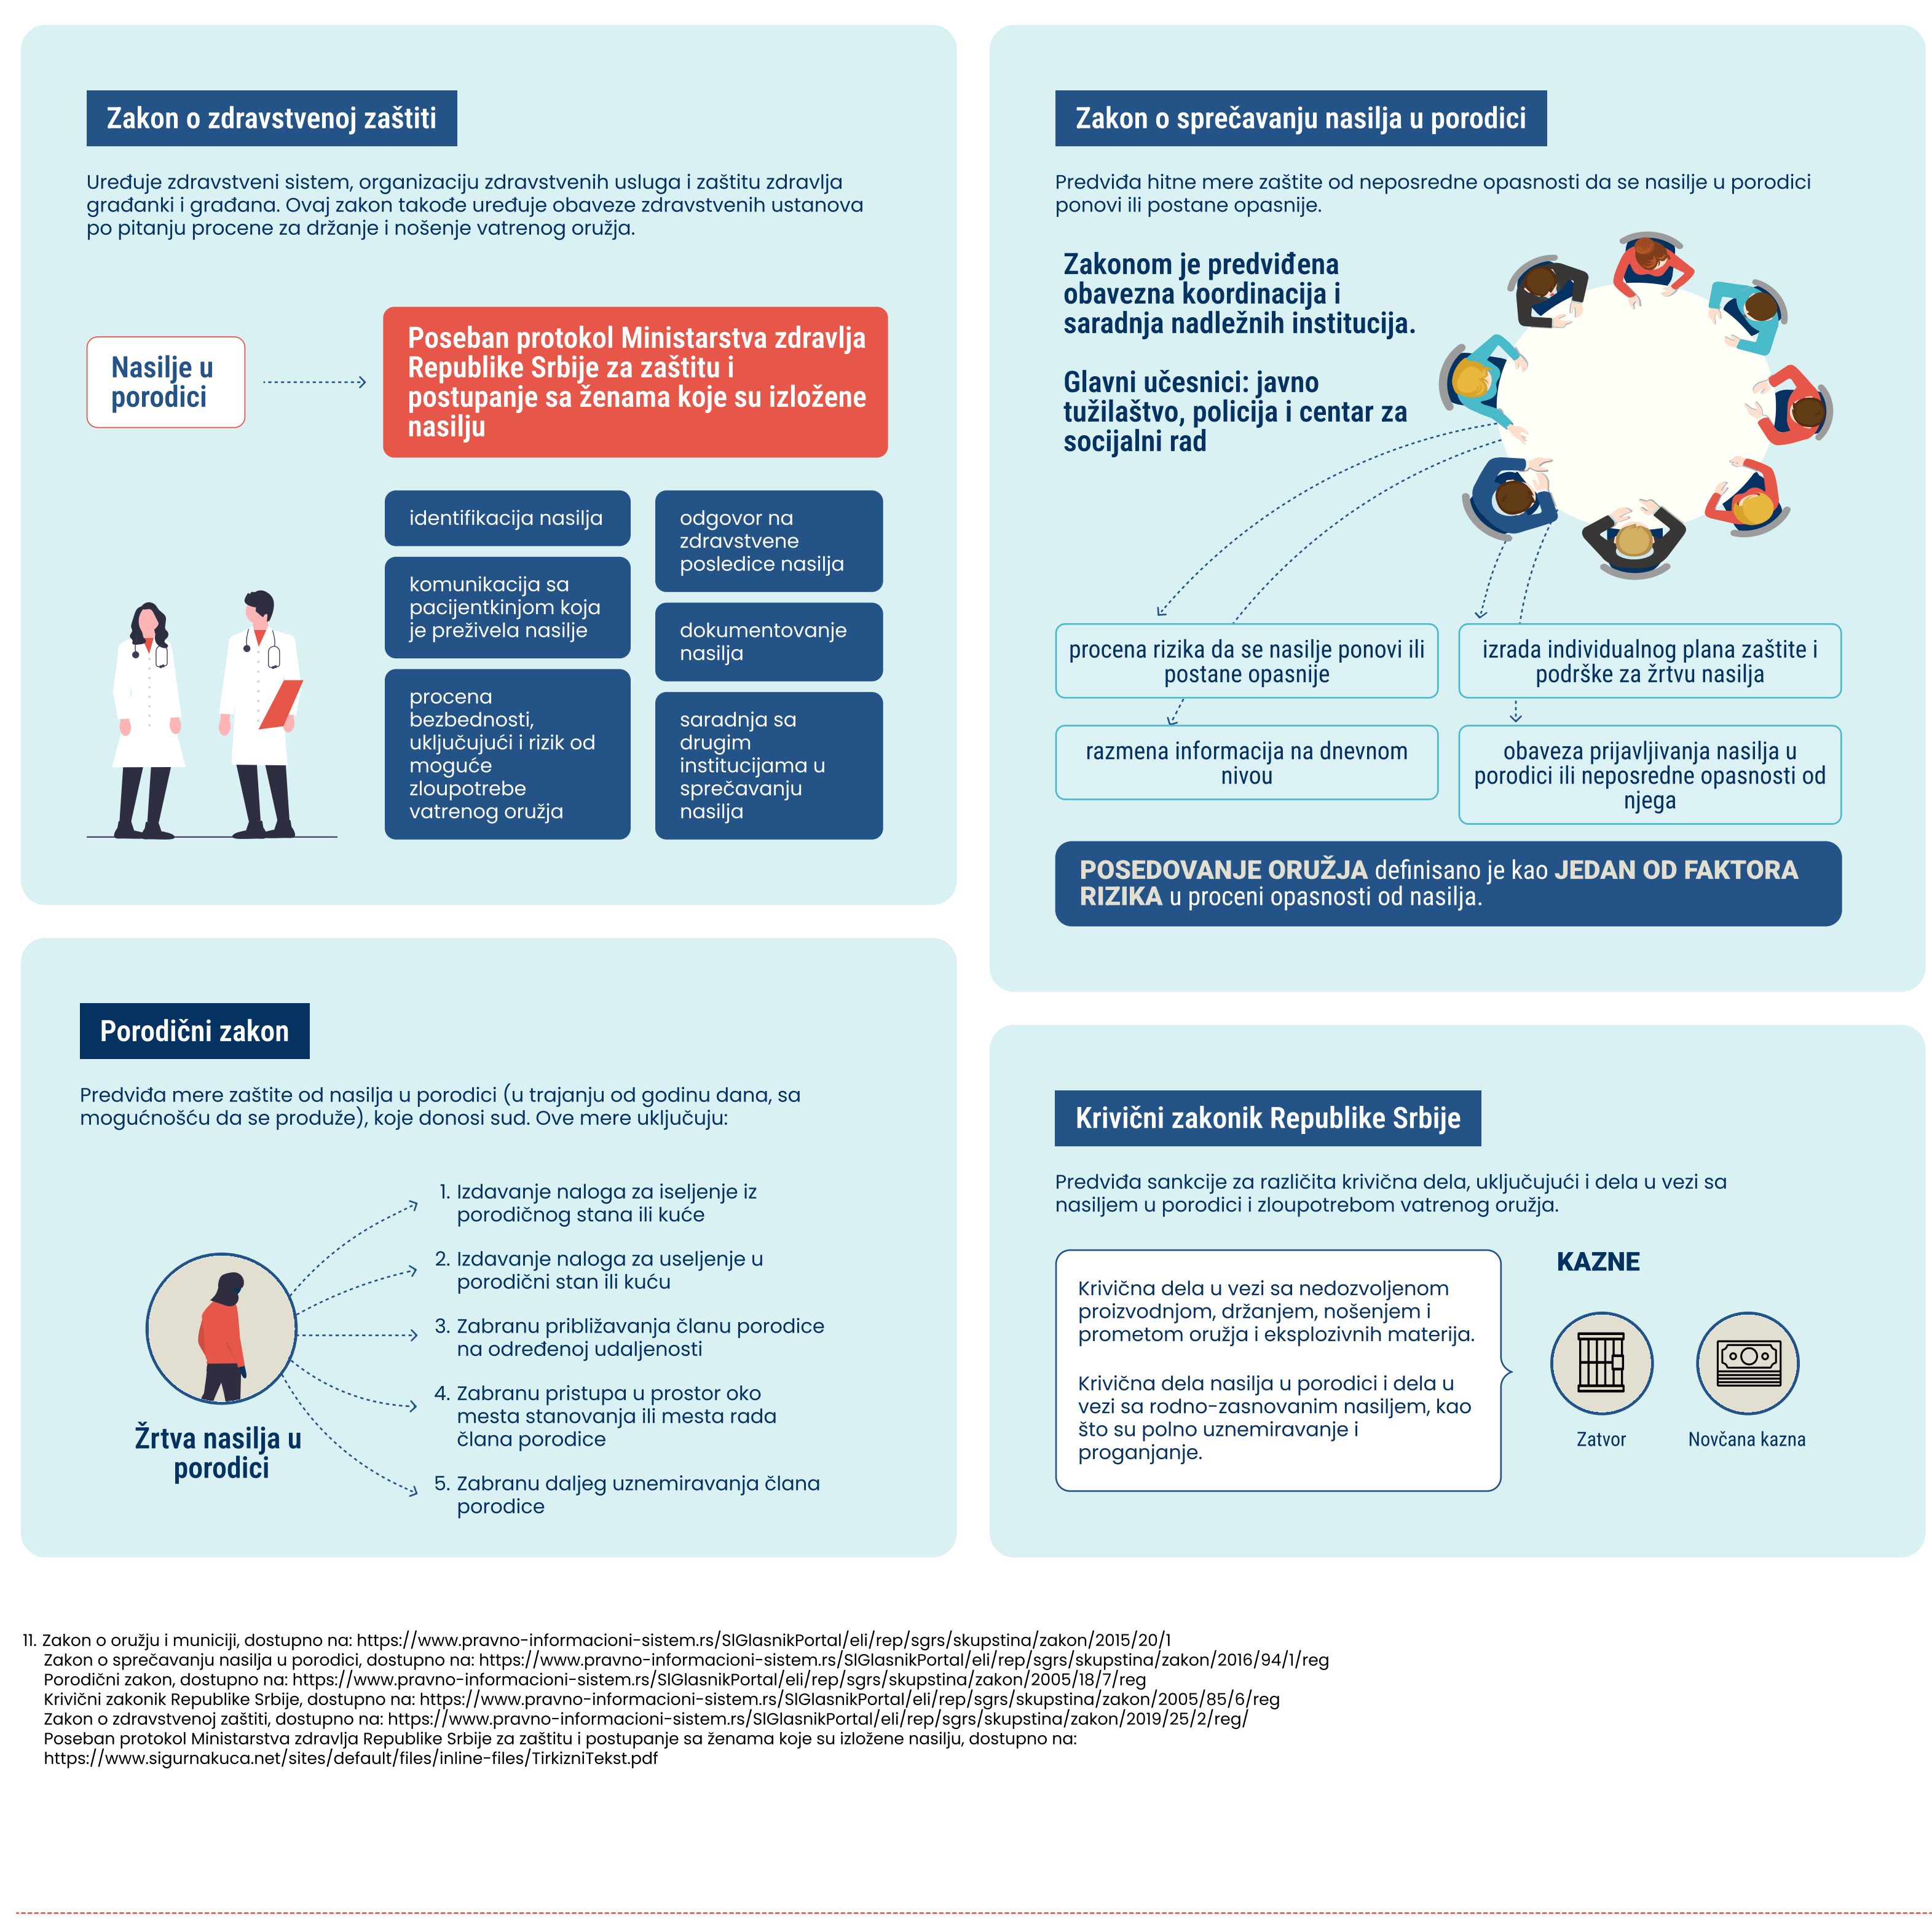 Zakon o zdravstvenoj zaštiti
Uređuje zdravstveni sistem, organizaciju zdravstvenih usluga i zaštitu zdravlja
građanki i građana. Ovaj zakon takođe uređuje obaveze zdravstvenih ustanova
po pitanju procene za držanje i nošenje vatrenog oružja.
Nasilje u
porodici
Poseban protokol Ministarstva zdravlja
Republike Srbije za zaštitu i
postupanje sa ženama koje su izložene
nasilju
identifikacija nasilja
komunikacija sa
pacijentkinjom koja
je preživela nasilje
procena
bezbednosti,
uključujući i rizik od
moguće
zloupotrebe
vatrenog oružja
odgovor na
zdravstvene
posledice nasilja
dokumentovanje
nasilja
saradnja sa
drugim
institucijama u
sprečavanju
nasilja
Zakon o sprečavanju nasilja u porodici
Predviđa hitne mere zaštite od neposredne opasnosti da se nasilje u porodici
ponovi ili postane opasnije.
Zakonom je predviđena
obavezna koordinacija i
saradnja nadležnih institucija.
Glavni učesnici: javno
tužilaštvo, policija i centar za
socijalni rad
procena rizika da se nasilje ponovi ili
postane opasnije
izrada individualnog plana zaštite i
podrške za žrtvu nasilja
razmena informacija na dnevnom
nivou
obaveza prijavljivanja nasilja u
porodici ili neposredne opasnosti od
njega
POSEDOVANJE ORUŽJA definisano je kao JEDAN OD FAKTORA
RIZIKA u proceni opasnosti od nasilja.
Porodični zakon
Predviđa mere zaštite od nasilja u porodici (u trajanju od godinu dana, sa
mogućnošću da se produže), koje donosi sud. Ove mere uključuju:
Žrtva nasilja u
porodici
1. Izdavanje naloga za iseljenje iz
porodičnog stana ili kuće
2. Izdavanje naloga za useljenje u
porodični stan ili kuću
3. Zabranu približavanja članu porodice
na određenoj udaljenosti
4. Zabranu pristupa u prostor oko
mesta stanovanja ili mesta rada
člana porodice
5. Zabranu daljeg uznemiravanja člana
porodice
Krivični zakonik Republike Srbije
Predviđa sankcije za različita krivična dela, uključujući i dela u vezi sa
nasiljem u porodici i zloupotrebom vatrenog oružja.
Krivična dela u vezi sa nedozvoljenom
proizvodnjom, držanjem, nošenjem i
prometom oružja i eksplozivnih materija.
Krivična dela nasilja u porodici i dela u
vezi sa rodno-zasnovanim nasiljem, kao
što su polno uznemiravanje i
proganjanje.
KAZNE
Zatvor
Novčana kazna
11. Zakon o oružju i municiji, dostupno na: https://www.pravno-informacioni-sistem.rs/SlGlasnikPortal/eli/rep/sgrs/skupstina/zakon/2015/20/1
Zakon o sprečavanju nasilja u porodici, dostupno na: https://www.pravno-informacioni-sistem.rs/SlGlasnikPortal/eli/rep/sgrs/skupstina/zakon/2016/94/1/reg
Porodični zakon, dostupno na: https://www.pravno-informacioni-sistem.rs/SlGlasnikPortal/eli/rep/sgrs/skupstina/zakon/2005/18/7/reg
Krivični zakonik Republike Srbije, dostupno na: https://www.pravno-informacioni-sistem.rs/SlGlasnikPortal/eli/rep/sgrs/skupstina/zakon/2005/85/6/reg
Zakon o zdravstvenoj zaštiti, dostupno na: https://www.pravno-informacioni-sistem.rs/SlGlasnikPortal/eli/rep/sgrs/skupstina/zakon/2019/25/2/reg/
Poseban protokol Ministarstva zdravlja Republike Srbije za zaštitu i postupanje sa ženama koje su izložene nasilju, dostupno na:
https://www.sigurnakuca.net/sites/default/files/inline-files/TirkizniTekst.pdf